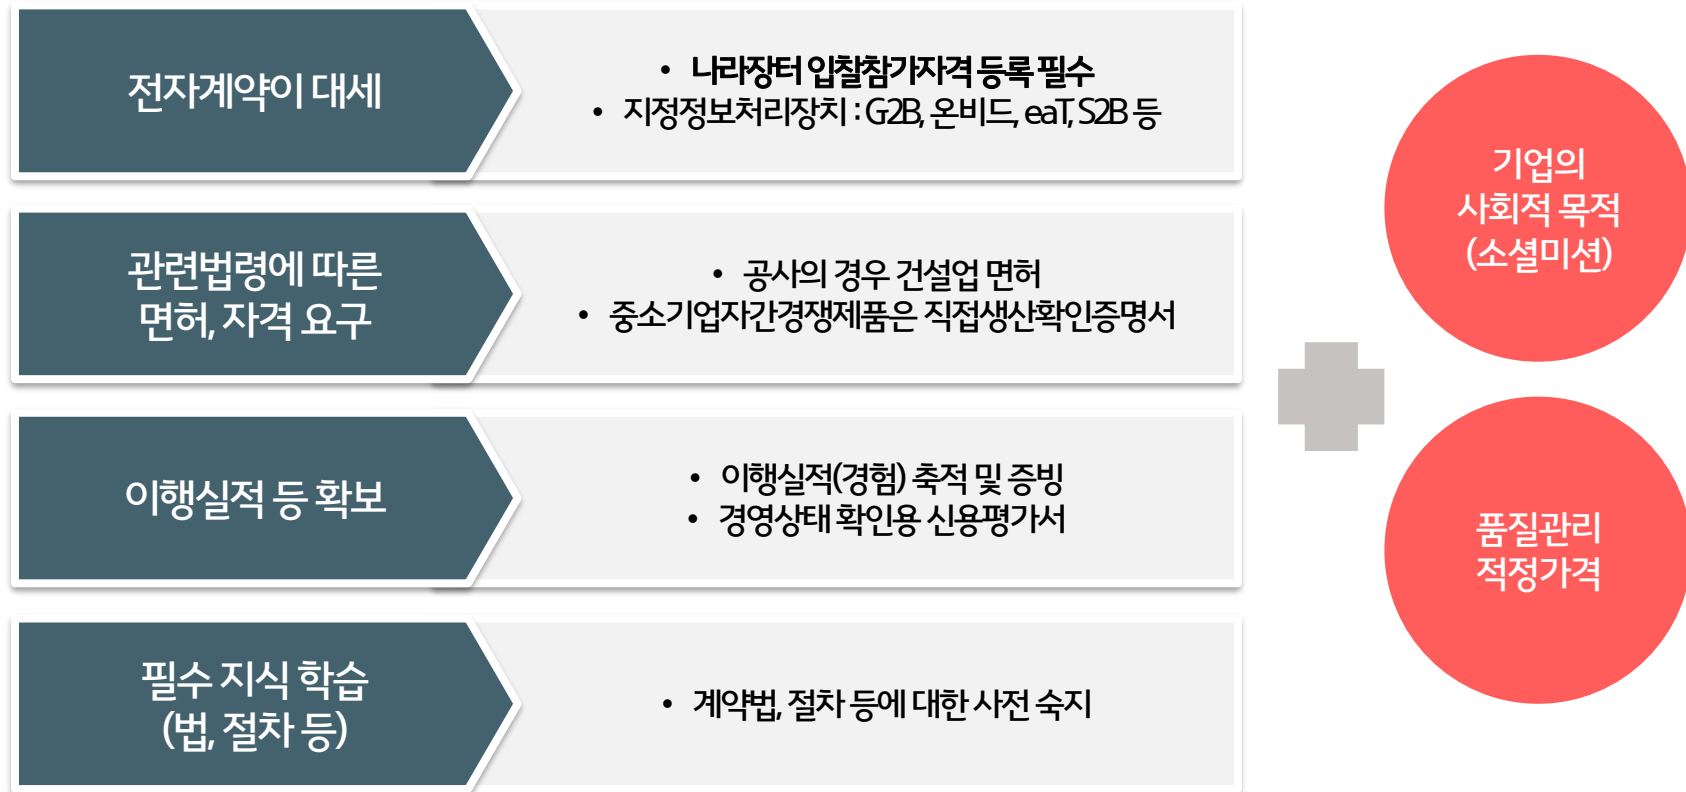 전자계약이 대세
• 나라장터 입찰참가자격 등록 필수
• 지정정보처리장치 : G2B, 온비드, eaT, S2B 등
관련법령에 따른
면허, 자격 요구
• 공사의 경우 건설업 면허
• 중소기업자간경쟁제품은 직접생산확인증명서
이행실적 등 확보
• 이행실적(경험) 축적 및 증빙
• 경영상태 확인용 신용평가서
필수 지식 학습
(법, 절차 등)
• 계약법, 절차 등에 대한 사전 숙지
기업의
사회적 목적
(소셜미션)
품질관리
적정가격